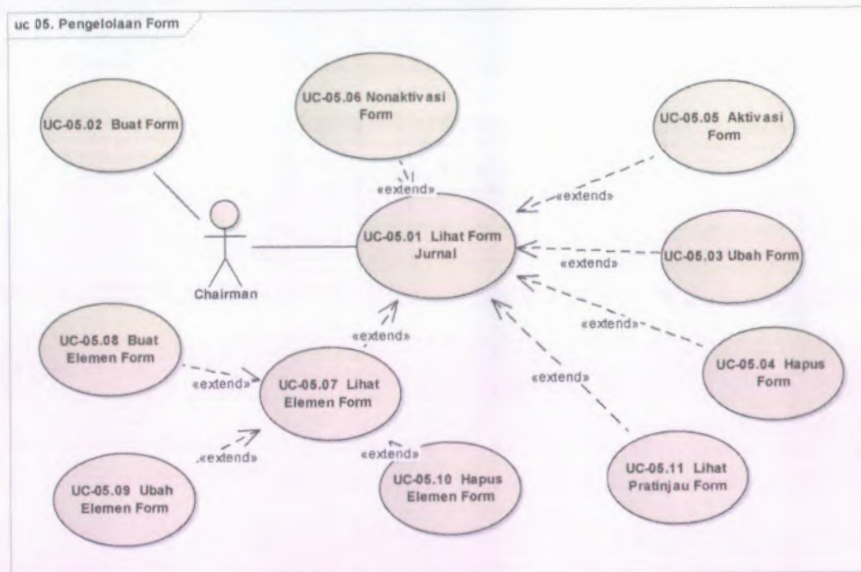 uc 05. Pengelolaan Form
UC-05.06 Nonaktivasi
Form
UC-05.02 Buat Form
UC-05.05 Aktivasi
Form
«extend»
«extend»
UC-05.01 Lihat Form
Jurnal
UC-05.03 Ubah Form
«extend»
Chairman
UC-05.08 Buat
Elemen Form
«extend»
«extend»
UC-05.04 Hapus
Form
«extend»
UC-05.07 Lihat
Elemen Form
«extend»
«extend»
«extend»
UC-05.09 Ubah
Elemen Form
UC-05.10 Hapus
Elemen Form
UC-05.11 Lihat
Pratinjau Form